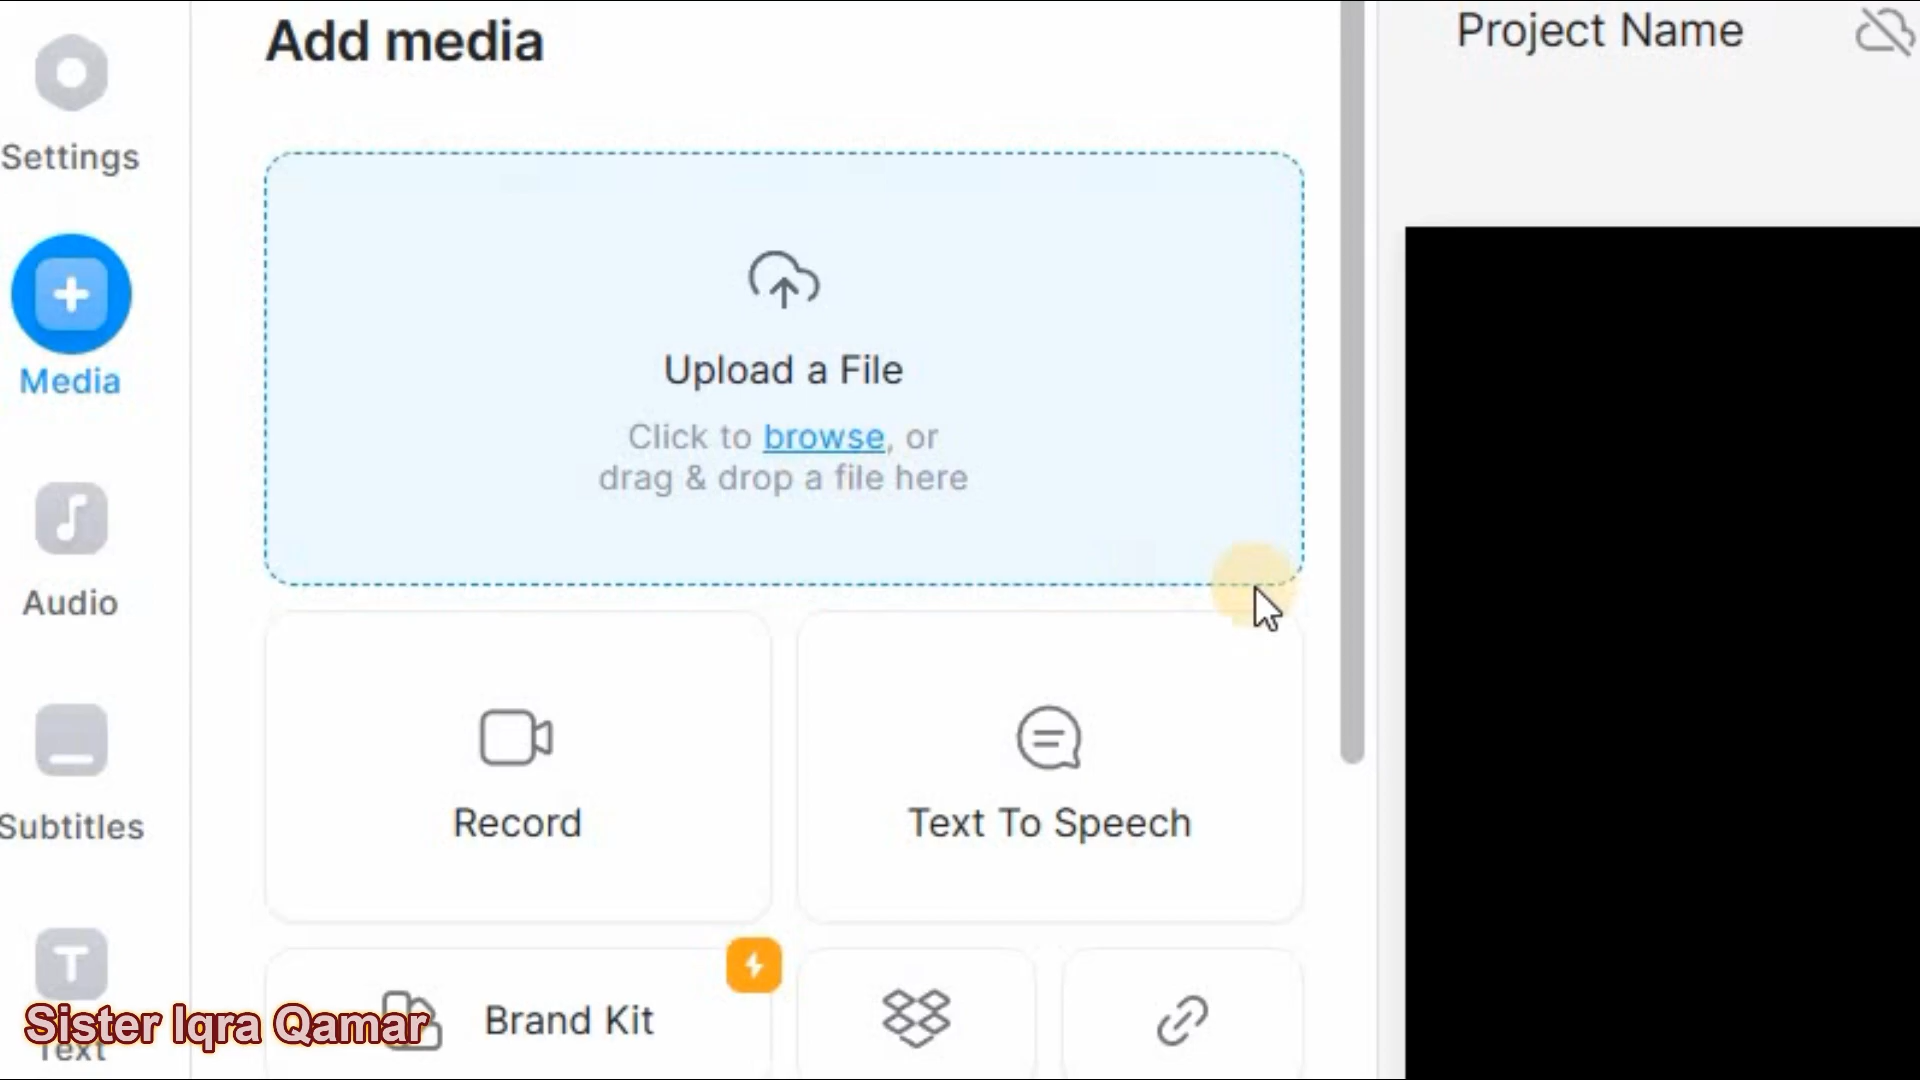 Add media
Project Name
Settings
Media
Upload a File
Click to browse, or
drag & drop a file here
Audio
Record
Text To Speech
Subtitles
Brand Kit
Text
Sister Iqra Qamar